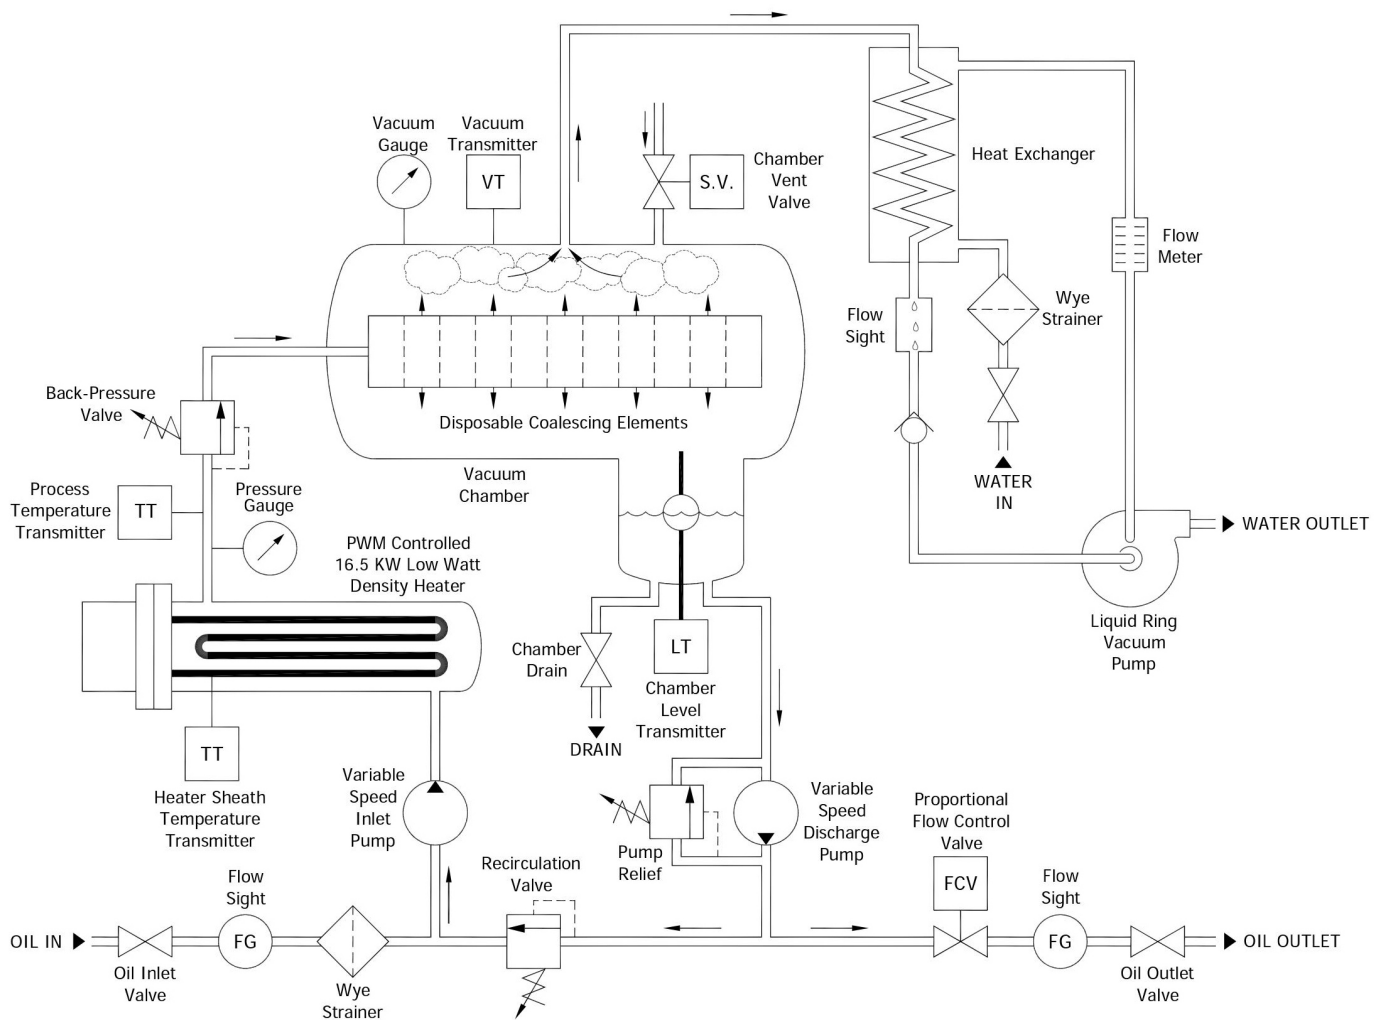 Vacuum
Gauge
Vacuum
Transmitter
VT
S.V.
Chamber
Vent
Valve
Heat Exchanger
Flow
Meter
Flow
Sight
Wye
Strainer
WATER
IN
WATER OUTLET
Liquid Ring
Vacuum
Pump
Disposable Coalescing Elements
Vacuum
Chamber
Back-Pressure
Valve
Process
Temperature
Transmitter
TT
Pressure
Gauge
PWM Controlled
16.5 KW Low Watt
Density Heater
TT
Heater Sheath
Temperature
Transmitter
Chamber
Drain
DRAIN
LT
Chamber
Level
Transmitter
Variable
Speed
Inlet
Pump
Variable
Speed
Discharge
Pump
Pump
Relief
Recirculation
Valve
Proportional
Flow Control
Valve
FCV
Flow
Sight
FG
OIL IN
Oil Inlet
Valve
Wye
Strainer
Flow
Sight
FG
Oil Outlet
Valve
OIL OUTLET